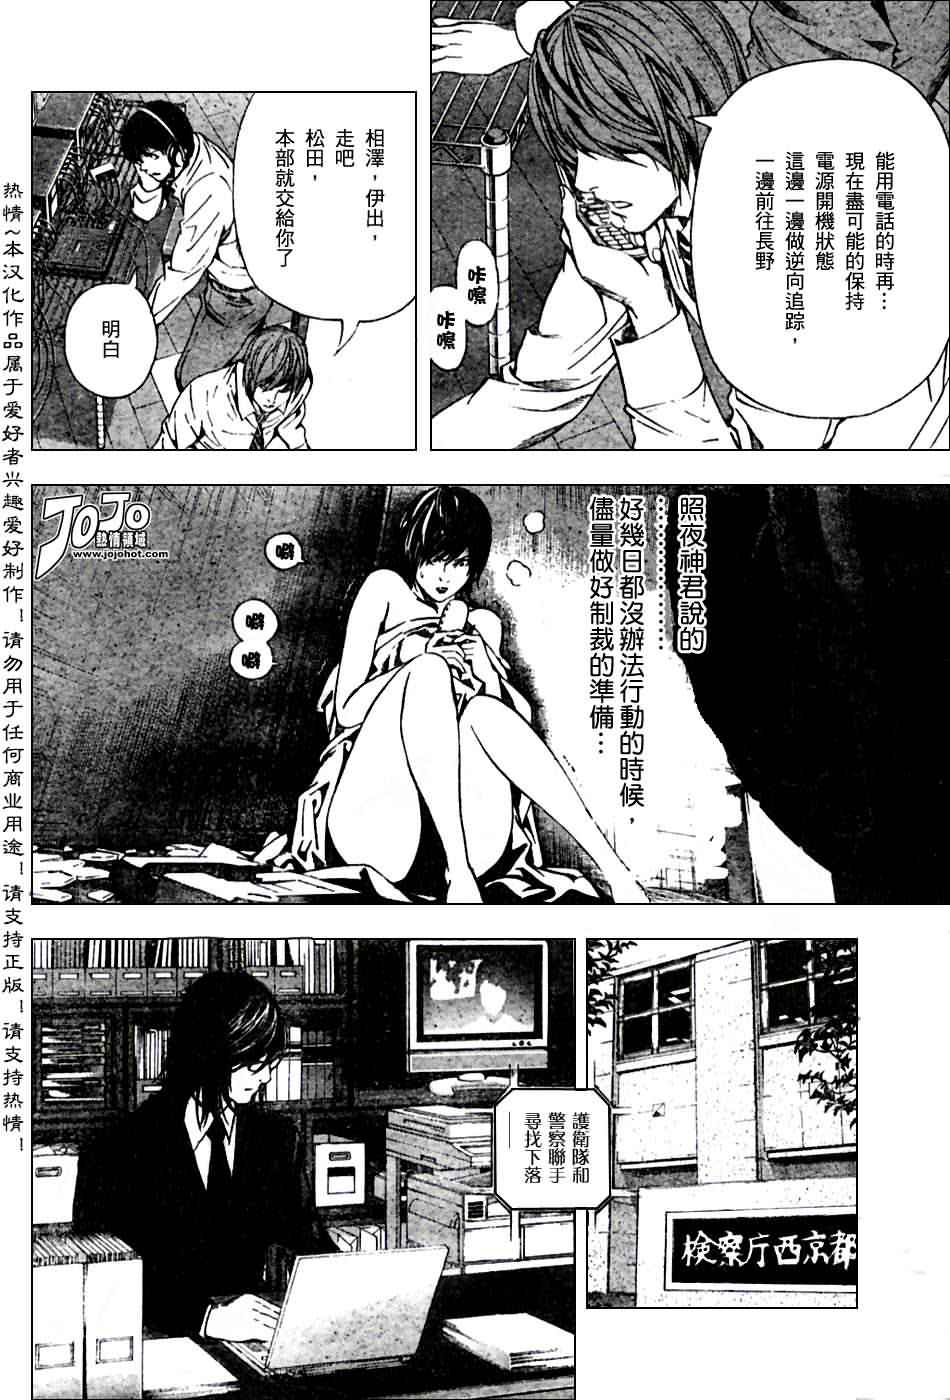 能用電話的時再…
現在盡可能的保持
電源開機狀態
這邊一邊做逆向追踪，
一邊前往長野
咔嚓
咔嚓
相澤，伊出，
走吧
松田，
本部就交給你了
明白
照夜神君說的
…………………
好幾日都沒辦法行動的時候，
儘量做好制裁的準備…
噼
噼
噼
JOJO
熱情領域
www.jojohot.com
護衛隊和
警察聯手
尋找下落
——
検察庁西京都
热情~本汉化作品属于爱好者兴趣爱好制作！请勿用于任何商业用途！请支持正版！请支持热情！